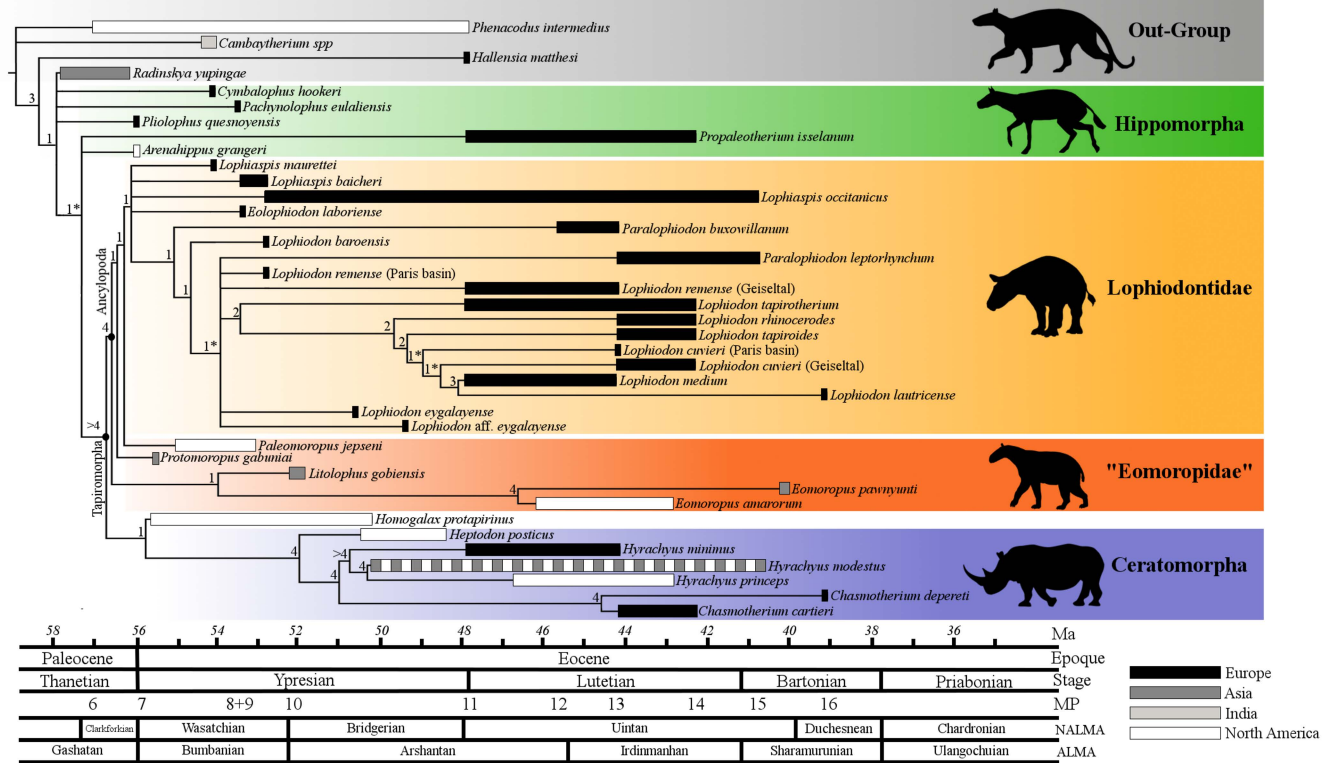 Phenacodus intermedius
Out-Group
Cambaytherium spp
Hallensia matthesi
Radinskya yupingae
3
Cymbalophus hookeri
Pachynolophus eulaliensis
Pliolophus quesnoyensis
Hippomorpha
1
Propaleotherium isselanum
Arenahippus grangeri
Lophiaspis maurettei
Lophiaspis baicheri
1
Lophiaspis occitanicus
1*
Eolophiodon laboriense
Paralophiodon buxowillanum
1
Lophiodon baroensis
1
1
Paralophiodon leptorhynchum
Lophiodon remense (Paris basin)
Ancylopoda
Lophiodon remense (Geiseltal)
Lophiodontidae
1
Lophiodon tapirotherium
2
Lophiodon rhinocerodes
4
2
Lophiodon tapiroides
2
1*
Lophiodon cuvieri (Paris basin)
1*
Lophiodon cuvieri (Geiseltal)
1*
Lophiodon medium
3
Lophiodon lautricense
Lophiodon eygalayense
Lophiodon aff. eygalayense
>4
Paleomoropus jepseni
Protomoropus gabuniai
Litolophus gobiensis
"Eomoropidae"
1
Eomoropus pawnyunti
4
Eomoropus amarorum
Tapiromorpha
Homogalax protapirinus
1
Heptodon posticus
4
>4
Hyrachyus minimus
4
Hyrachyus modestus
Ceratomorpha
4
Hyrachyus princeps
4
Chasmotherium depereti
Chasmotherium cartieri
58 56 54 52 50 48 46 44 42 40 38 36 Ma
Paleocene Eocene Epoque
Thanetian Ypresian Lutetian Bartonian Priabonian Stage
6 7 8+9 10 11 12 13 14 15 16 MP
Clarkforkian Wasatchian Bridgerian Uintan Duchesnean Chardronian NALMA
Gashatan Bumbanian Arshantan Irdinmanhan Sharamurunian Ulangochuian ALMA
Europe
Asia
India
North America